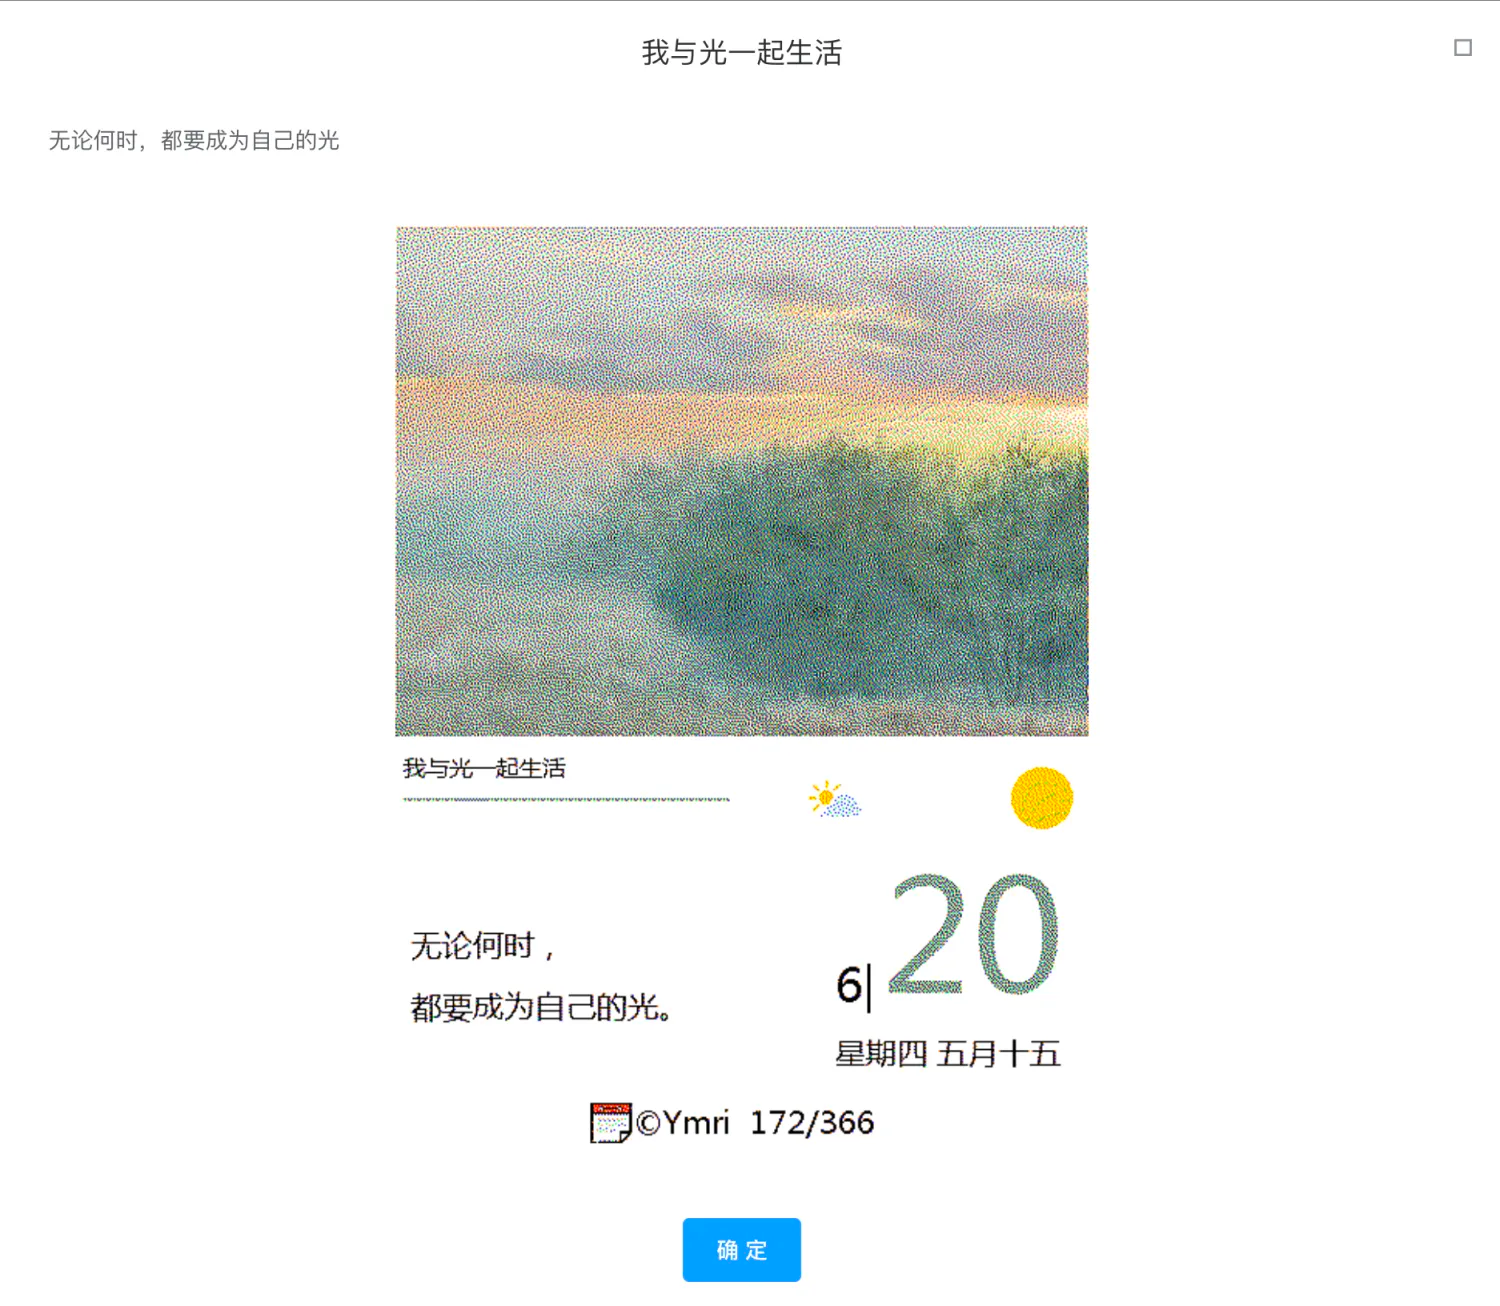 我与光一起生活
无论何时，都要成为自己的光
我与光一起生活
无论何时，
都要成为自己的光。
6| 20
星期四 五月十五
©Ymri 172/366
确 定